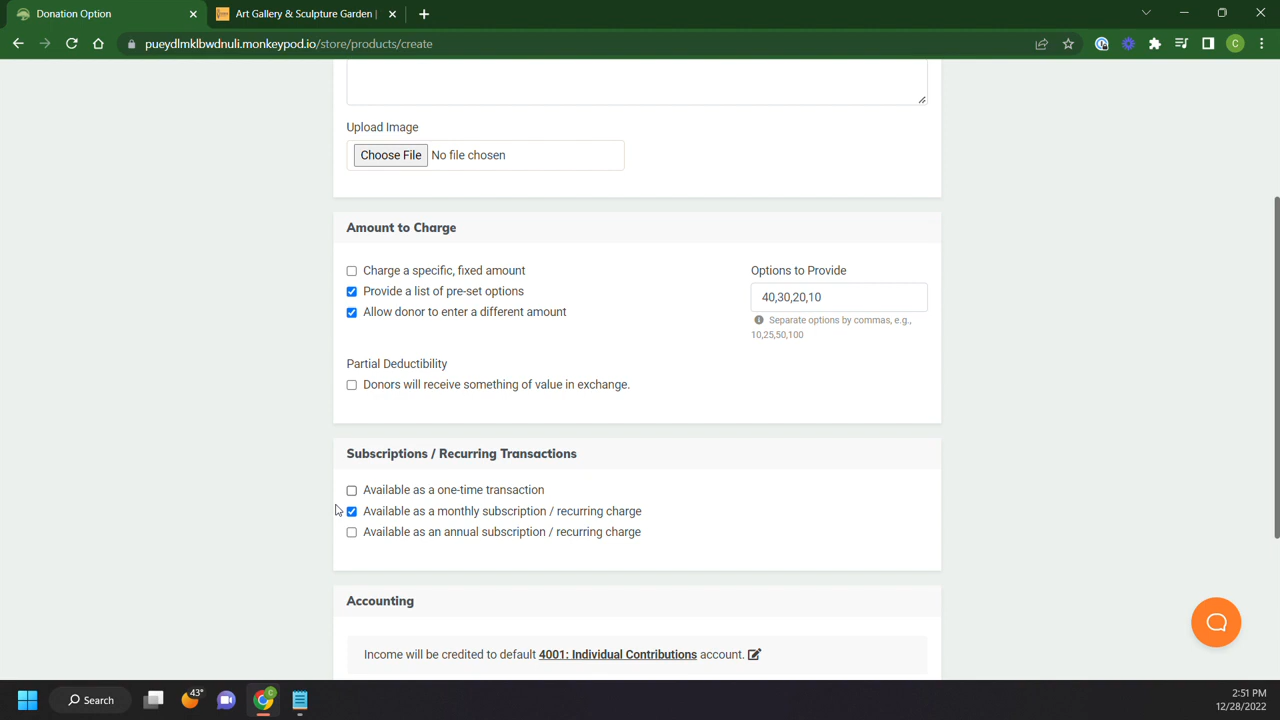 Donation Option
Art Gallery & Sculpture Garden |
pueydlmklbwdnuli.monkeypod.io/store/products/create
C
Upload Image
Choose File No file chosen
Amount to Charge
Charge a specific, fixed amount
Provide a list of pre-set options
Allow donor to enter a different amount
Options to Provide
40,30,20,10
Separate options by commas, e.g.,
10,25,50,100
Partial Deductibility
Donors will receive something of value in exchange.
Subscriptions / Recurring Transactions
Available as a one-time transaction
Available as a monthly subscription / recurring charge
Available as an annual subscription / recurring charge
Accounting
Income will be credited to default 4001: Individual Contributions account.
Search
43°
C
2:51 PM
12/28/2022